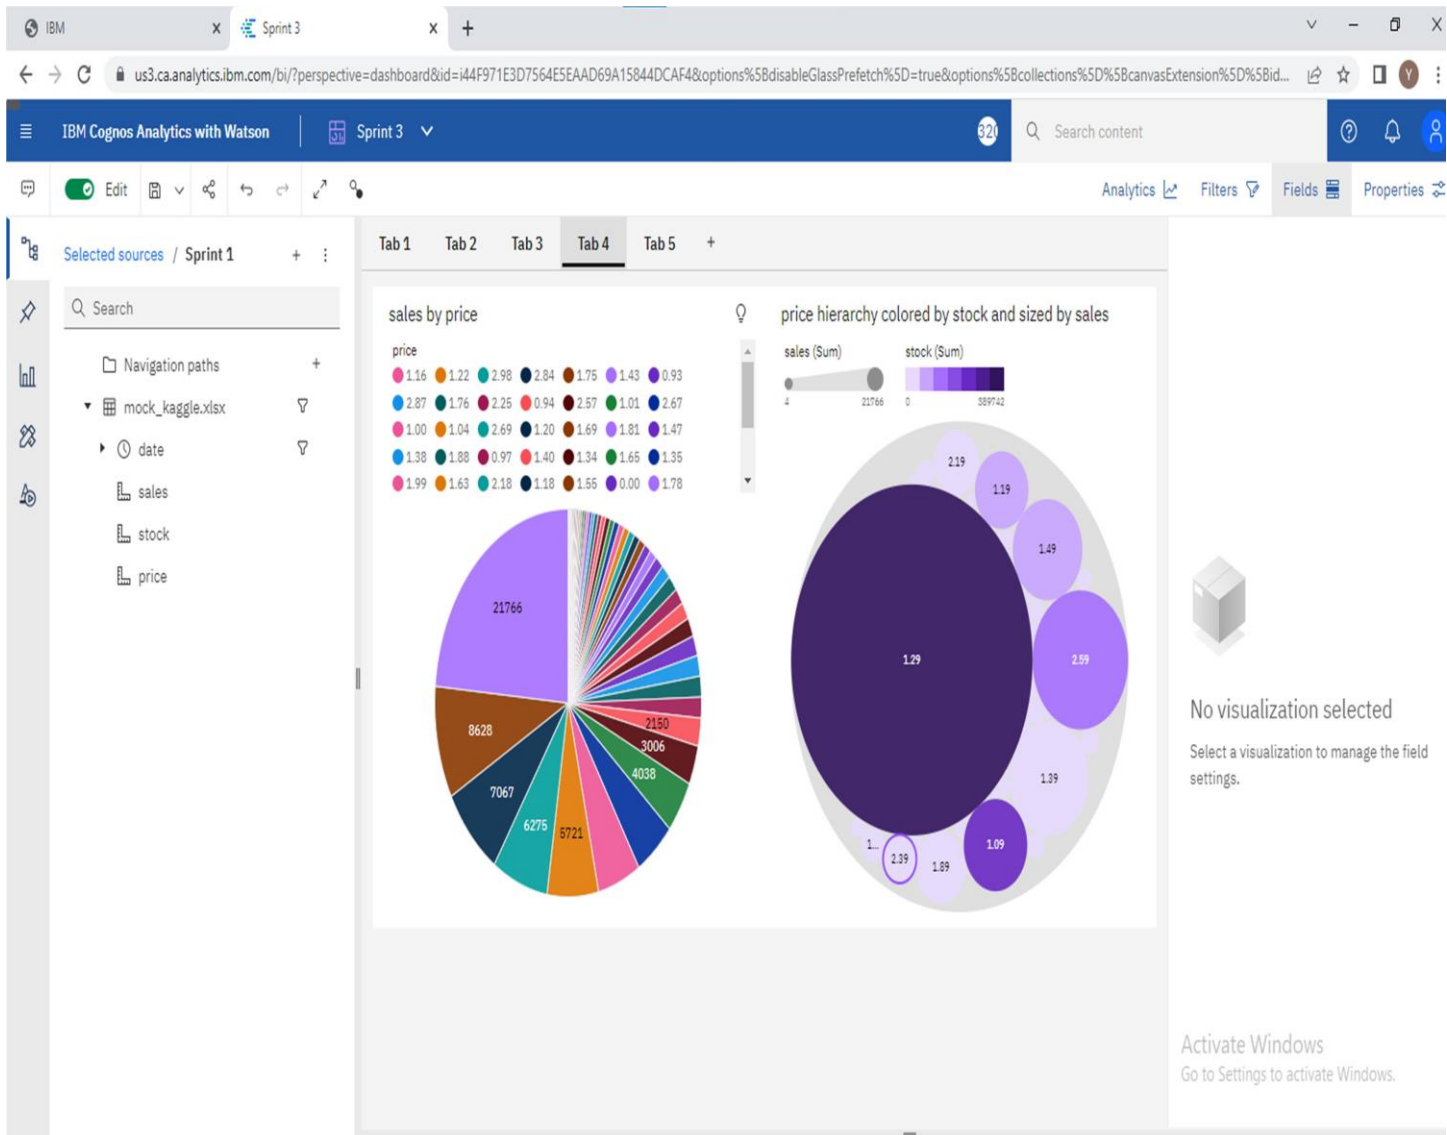 IBM
Sprint 3
us3.ca.analytics.ibm.com/bi/?perspective=dashboard&id=i44F971E3D7564E5EAAD69A15844DCAF4&options%5BdisableGlassPrefetch%5D=true&options%5Bcollections%5D%5BcanvasExtension%5D%5Bid...
Y
IBM Cognos Analytics with Watson
Sprint 3
Search content
Edit
Analytics
Filters
Fields
Properties
Selected sources / Sprint 1
Search
Navigation paths
mock_kaggle.xlsx
date
sales
stock
price
Tab 1 Tab 2 Tab 3 Tab 4 Tab 5 +
sales by price
price
1.16 1.22 2.98 2.84 1.75 1.43 0.93
2.87 1.76 2.25 0.94 2.57 1.01 2.67
1.00 1.04 2.69 1.20 1.69 1.81 1.47
1.38 1.88 0.97 1.40 1.34 1.65 1.35
1.99 1.63 2.18 1.18 1.55 0.00 1.78
21766
8628
7067
6275
5721
4038
3006
2150
price hierarchy colored by stock and sized by sales
sales (Sum)
4 21766
stock (Sum)
0 389742
2.19
1.19
1.49
1.29
2.59
1.39
1.09
1.89
2.39
1...
No visualization selected
Select a visualization to manage the field
settings.
Activate Windows
Go to Settings to activate Windows.